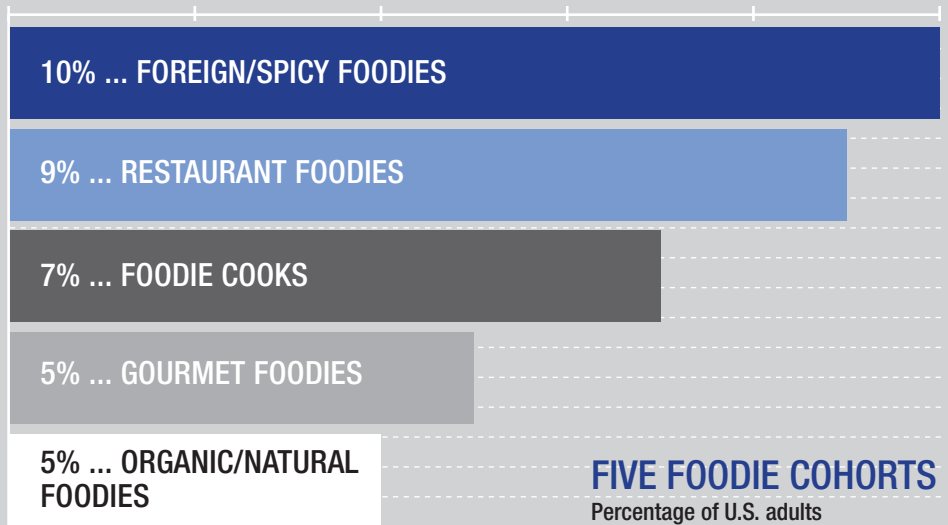 10% ... FOREIGN/SPICY FOODIES
9% ... RESTAURANT FOODIES
7% ... FOODIE COOKS
5% ... GOURMET FOODIES
5% ... ORGANIC/NATURAL
FOODIES
FIVE FOODIE COHORTS
Percentage of U.S. adults